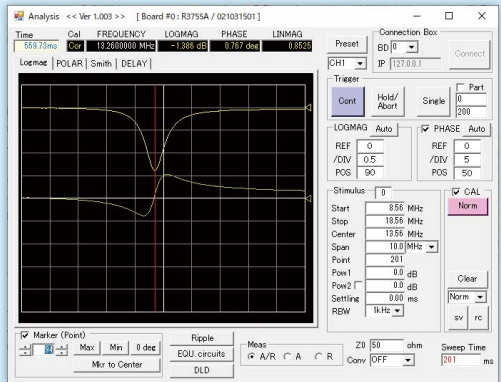 Analysis << Ver 1.003 >> [ Board #0 : R3755A / 021031501 ]
Time Cal FREQUENCY LOGMAG PHASE LINMAG
559.73ms Cor 13.2600000 MHz -1.386 dB 0.767 deg 0.8525
Logmag POLAR Smith DELAY
Preset
CH1
Connection Box
BD 0
IP 127.0.0.1
Connect
Trigger
Cont
Hold/
Abort
Single
Part
0
200
LOGMAG Auto
REF 0
/DIV 0.5
POS 90
PHASE Auto
REF 0
/DIV 5
POS 50
Stimulus 0
Start 8.56 MHz
Stop 18.56 MHz
Center 13.56 MHz
Span 10.0 MHz
Point 201
Pow1 0.0 dB
Pow2 0.0 dB
Settling 0.00 ms
RBW 1kHz
CAL
Norm
Clear
Norm
sv rc
Marker (Point)
Max Min 0 deg
Mkr to Center
Ripple
EQU. circuits
DLD
Meas
A/R A R
Z0 50 ohm
Conv OFF
Sweep Time
201 ms